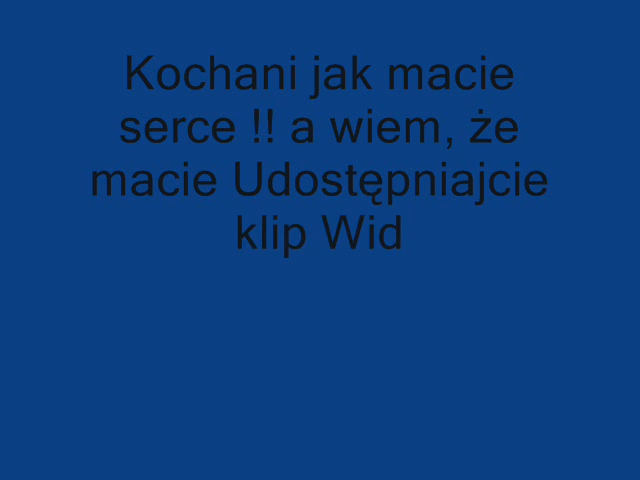 Kochani jak macie
serce !! a wiem, że
macie Udostępniajcie
klip Wid